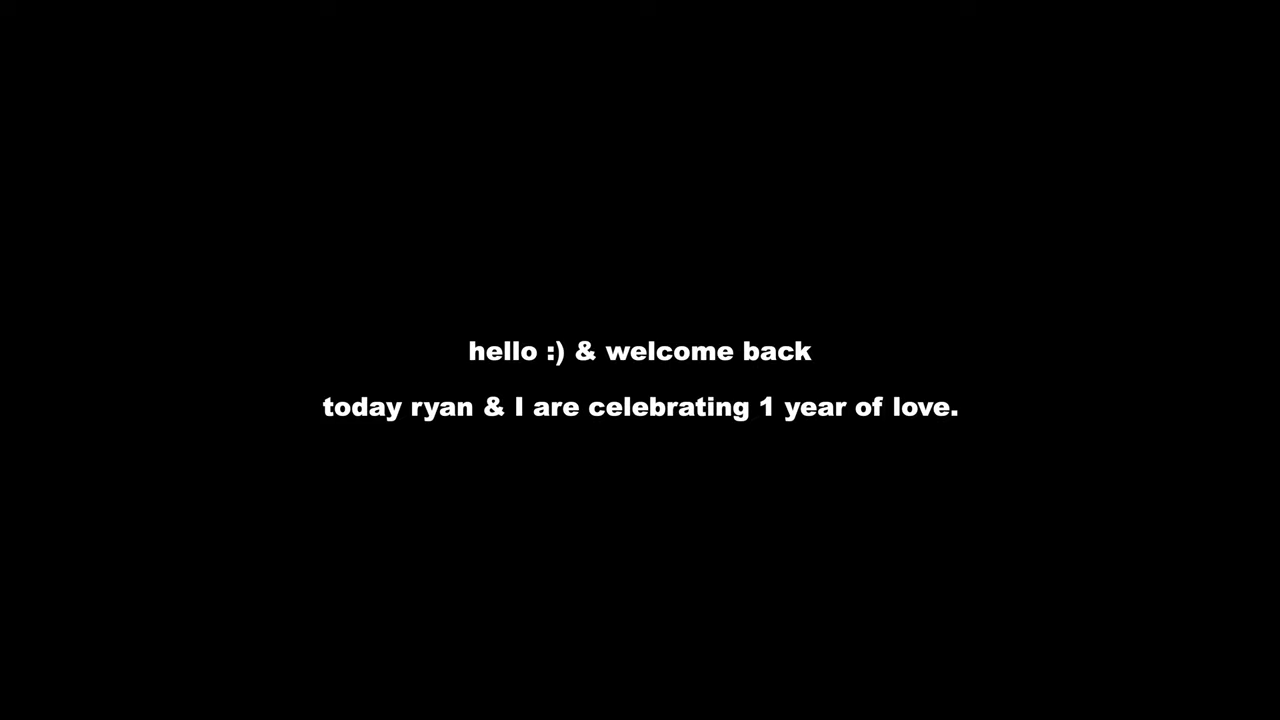 hello :) & welcome back
today ryan & I are celebrating 1 year of love.